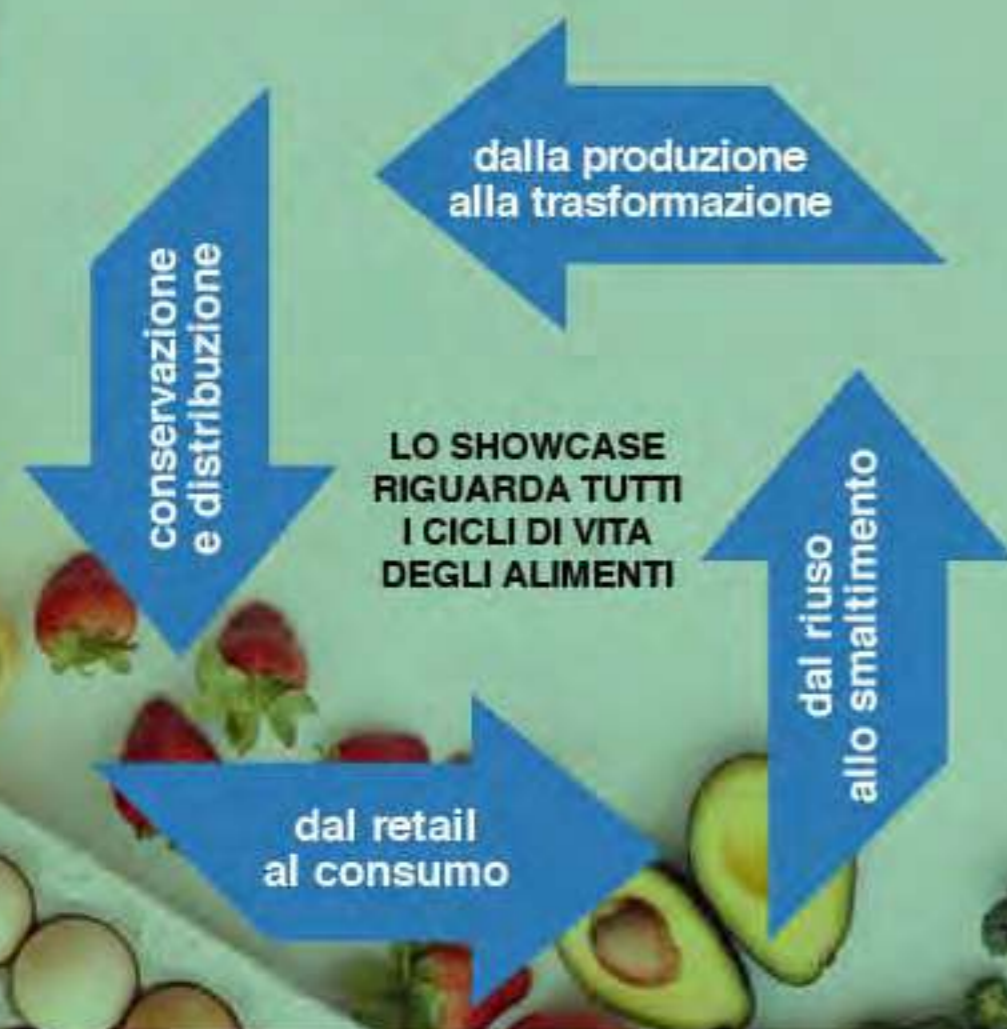 dalla produzione
alla trasformazione
conservazione
e distribuzione
LO SHOWCASE
RIGUARDA TUTTI
I CICLI DI VITA
DEGLI ALIMENTI
dal riuso
allo smaltimento
dal retail
al consumo